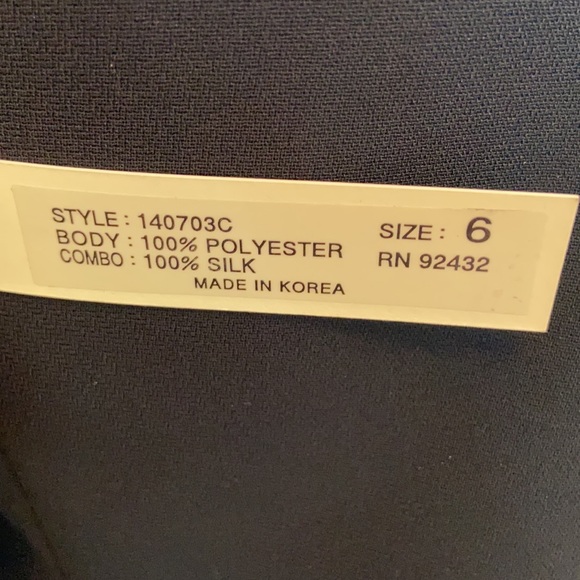 STYLE : 140703C
BODY : 100% POLYESTER
COMBO : 100% SILK
MADE IN KOREA
SIZE : 6
RN 92432